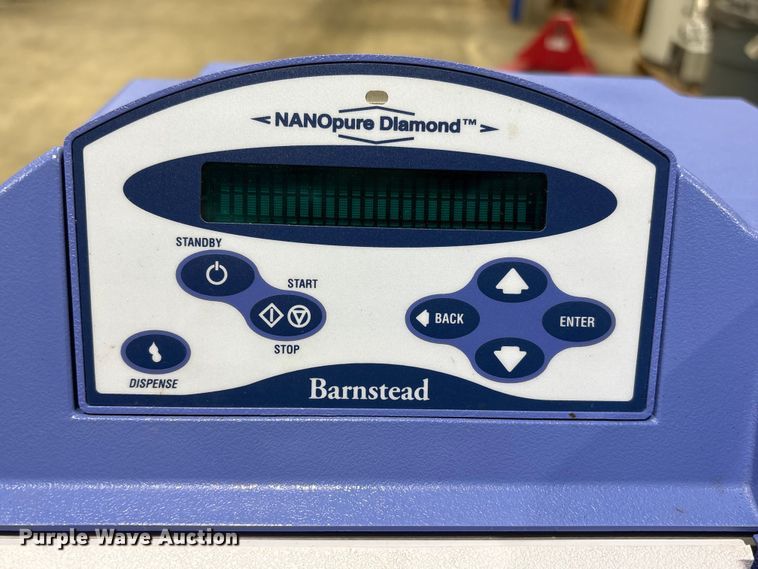 NANOpure Diamond™
STANDBY
START
STOP
BACK
ENTER
DISPENSE
Barnstead
Purple Wave Auction